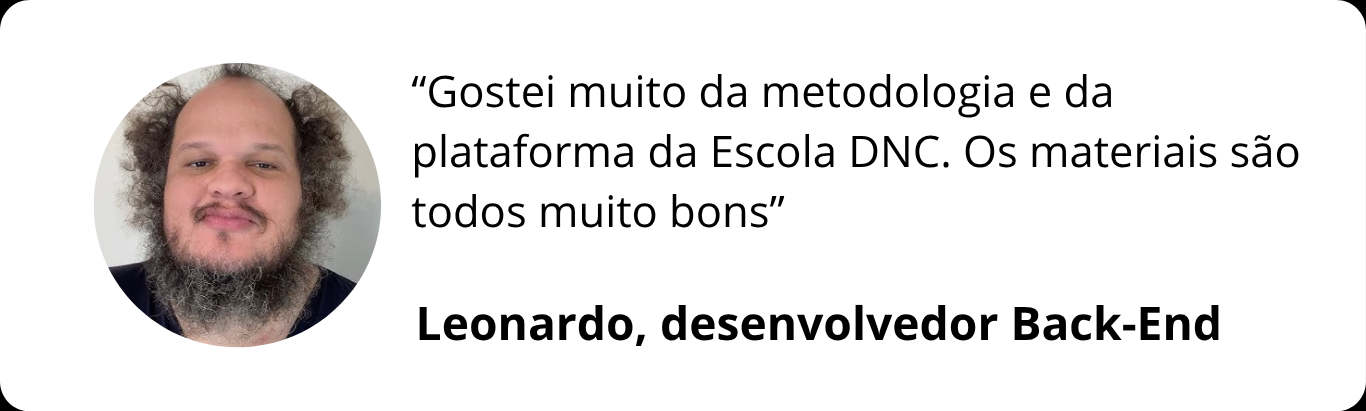 “Gostei muito da metodologia e da
plataforma da Escola DNC. Os materiais são
todos muito bons”
Leonardo, desenvolvedor Back-End